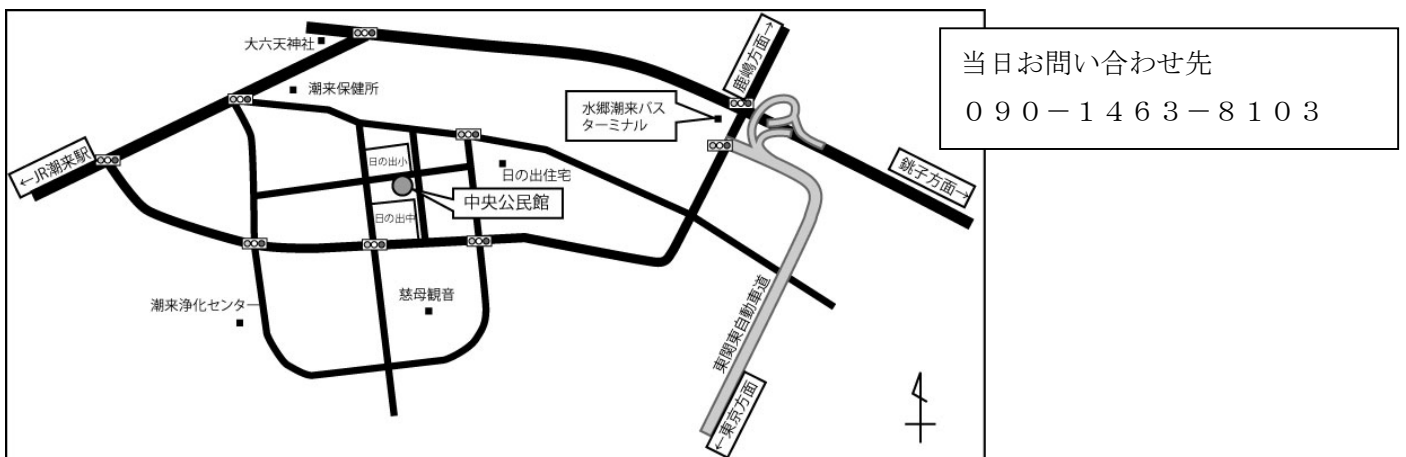 大六天神社
潮来保健所
←JR潮来駅
日の出小
日の出中
中央公民館
日の出住宅
水郷潮来バス
ターミナル
鹿嶋方面→
銚子方面→
潮来浄化センター
慈母観音
東関東自動車道
←東京方面
当日お問い合わせ先
090-1463-8103